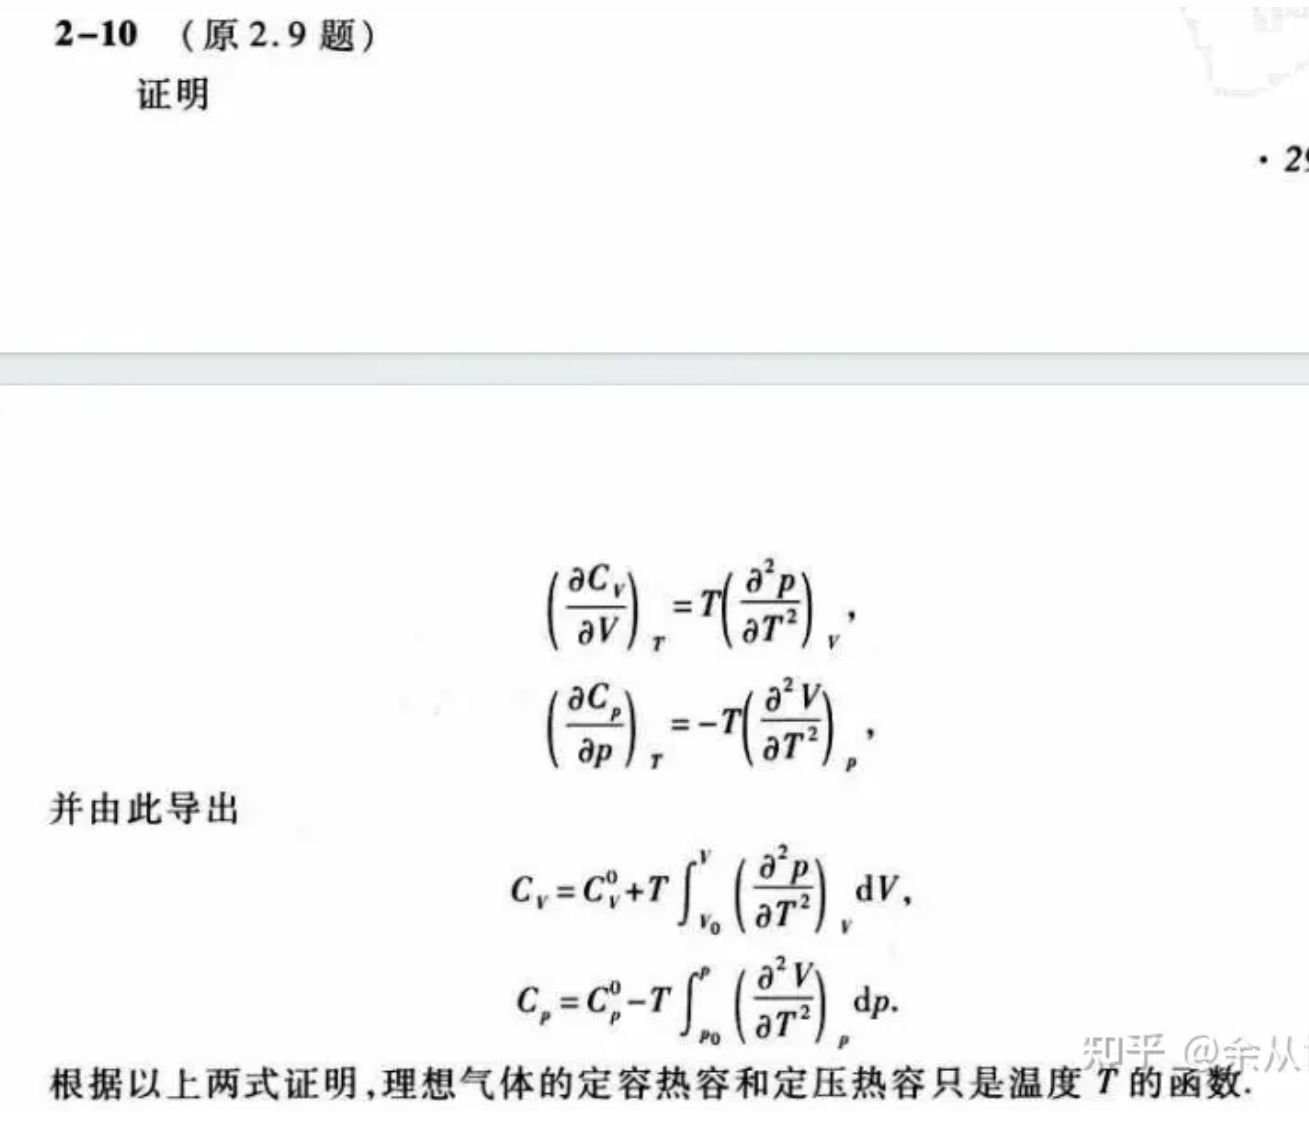 2-10 (原2.9题)
证明
· 29
$$\left(\frac{\partial C_V}{\partial V}\right)_T = T\left(\frac{\partial^2 p}{\partial T^2}\right)_V,$$
$$\left(\frac{\partial C_p}{\partial p}\right)_T = -T\left(\frac{\partial^2 V}{\partial T^2}\right)_p,$$
并由此导出
$$C_V = C_V^0 + T\int_{V_0}^{V}\left(\frac{\partial^2 p}{\partial T^2}\right)_V dV,$$
$$C_p = C_p^0 - T\int_{p_0}^{p}\left(\frac{\partial^2 V}{\partial T^2}\right)_p dp.$$
知乎 @余从
根据以上两式证明,理想气体的定容热容和定压热容只是温度 T 的函数.